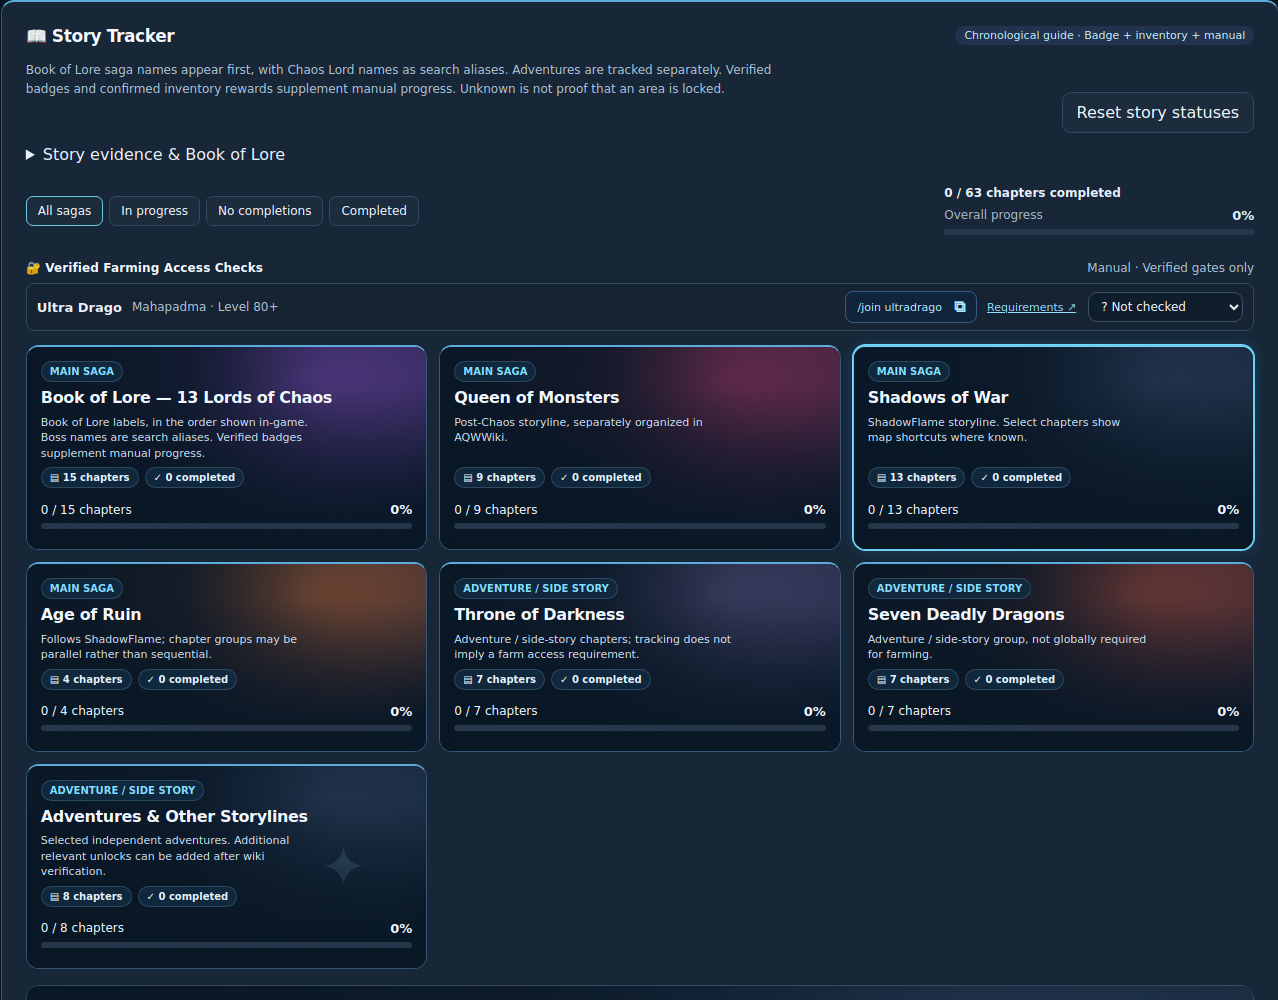 📖 Story Tracker
Chronological guide · Badge + inventory + manual
Book of Lore saga names appear first, with Chaos Lord names as search aliases. Adventures are tracked separately. Verified
badges and confirmed inventory rewards supplement manual progress. Unknown is not proof that an area is locked.
Reset story statuses
▶ Story evidence & Book of Lore
All sagas
In progress
No completions
Completed
0 / 63 chapters completed
Overall progress 0%
🔐 Verified Farming Access Checks
Manual · Verified gates only
Ultra Drago Mahapadma · Level 80+
/join ultradrago
Requirements ↗
? Not checked
MAIN SAGA
Book of Lore — 13 Lords of Chaos
Book of Lore labels, in the order shown in-game.
Boss names are search aliases. Verified badges
supplement manual progress.
15 chapters ✓ 0 completed
0 / 15 chapters 0%
MAIN SAGA
Queen of Monsters
Post-Chaos storyline, separately organized in
AQWWiki.
9 chapters ✓ 0 completed
0 / 9 chapters 0%
MAIN SAGA
Shadows of War
ShadowFlame storyline. Select chapters show
map shortcuts where known.
13 chapters ✓ 0 completed
0 / 13 chapters 0%
MAIN SAGA
Age of Ruin
Follows ShadowFlame; chapter groups may be
parallel rather than sequential.
4 chapters ✓ 0 completed
0 / 4 chapters 0%
ADVENTURE / SIDE STORY
Throne of Darkness
Adventure / side-story chapters; tracking does not
imply a farm access requirement.
7 chapters ✓ 0 completed
0 / 7 chapters 0%
ADVENTURE / SIDE STORY
Seven Deadly Dragons
Adventure / side-story group, not globally required
for farming.
7 chapters ✓ 0 completed
0 / 7 chapters 0%
ADVENTURE / SIDE STORY
Adventures & Other Storylines
Selected independent adventures. Additional
relevant unlocks can be added after wiki
verification.
8 chapters ✓ 0 completed
0 / 8 chapters 0%